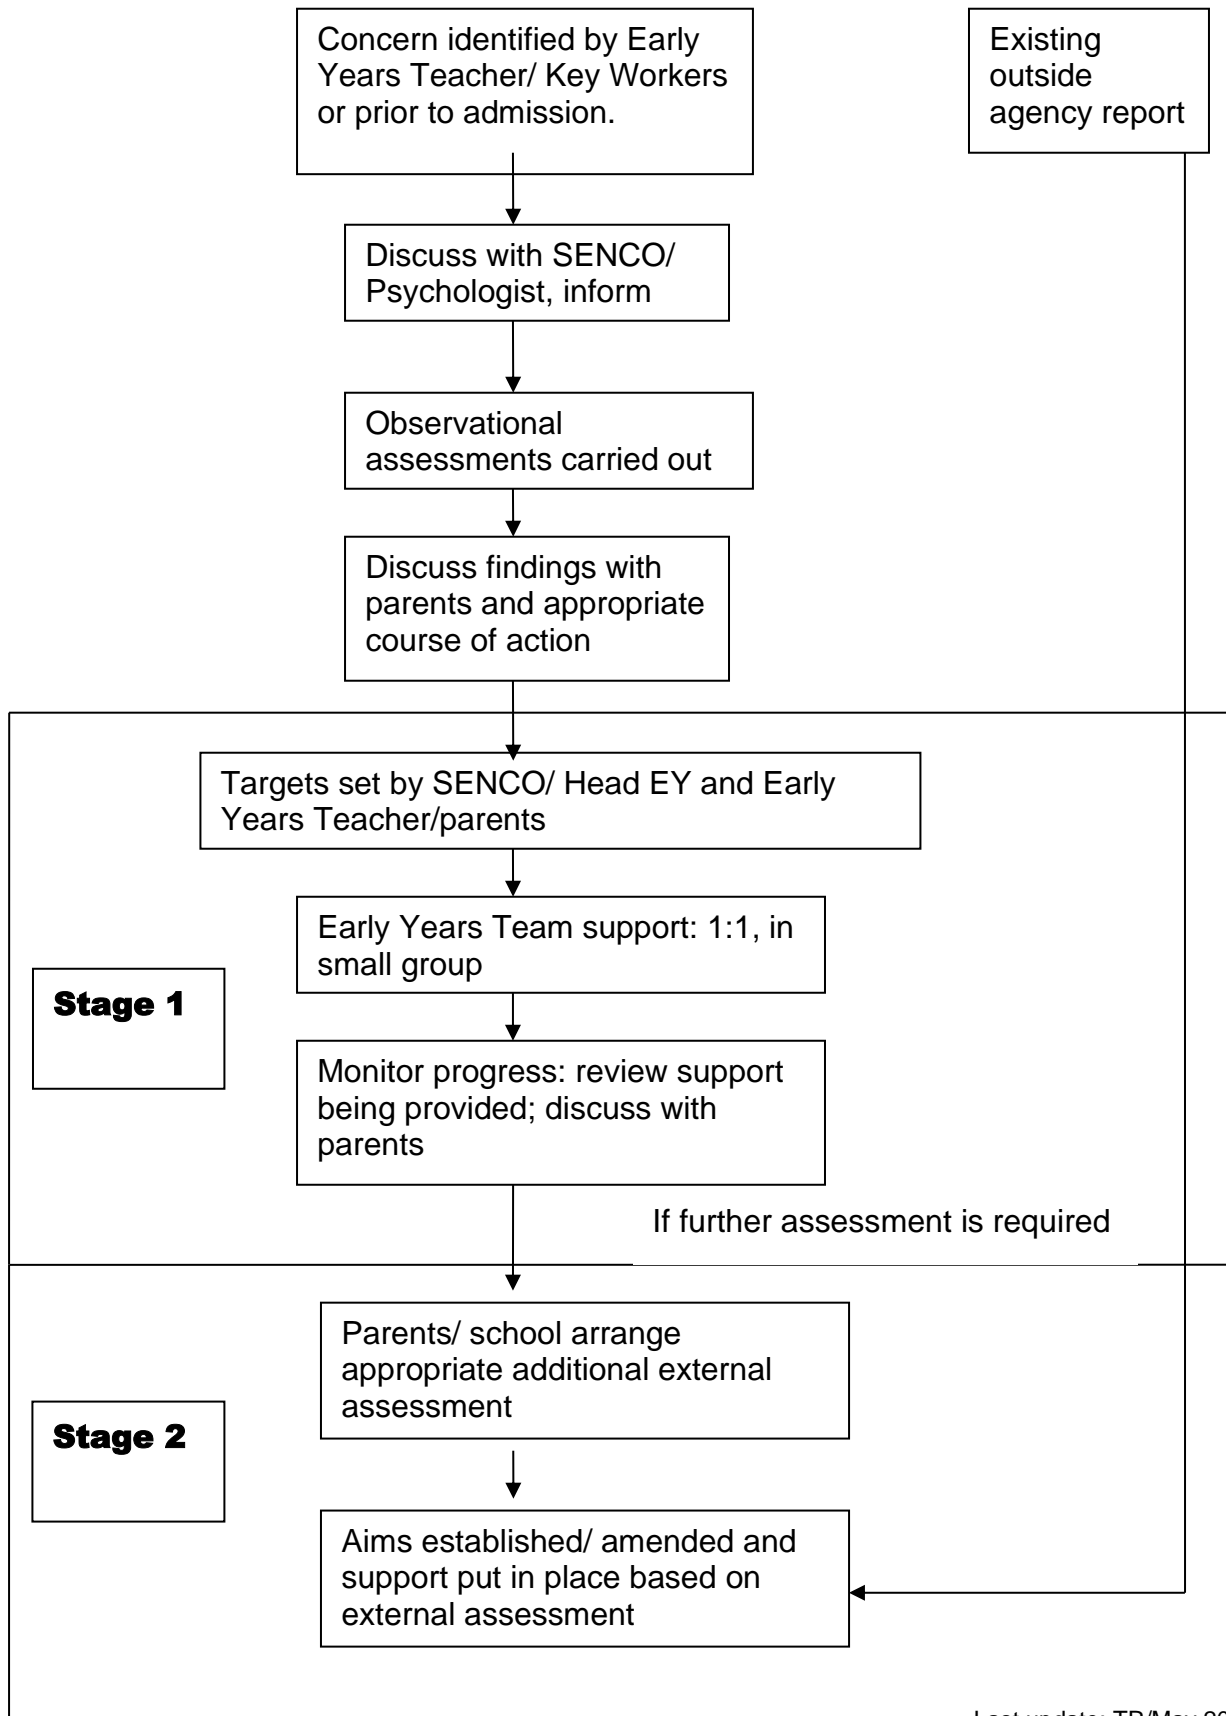 Concern identified by Early
Years Teacher/ Key Workers
or prior to admission.
Existing
outside
agency report
Discuss with SENCO/
Psychologist, inform
Observational
assessments carried out
Discuss findings with
parents and appropriate
course of action
Targets set by SENCO/ Head EY and Early
Years Teacher/parents
Early Years Team support: 1:1, in
small group
Stage 1
Monitor progress: review support
being provided; discuss with
parents
If further assessment is required
Parents/ school arrange
appropriate additional external
assessment
Stage 2
Aims established/ amended and
support put in place based on
external assessment
Last update: TR/May